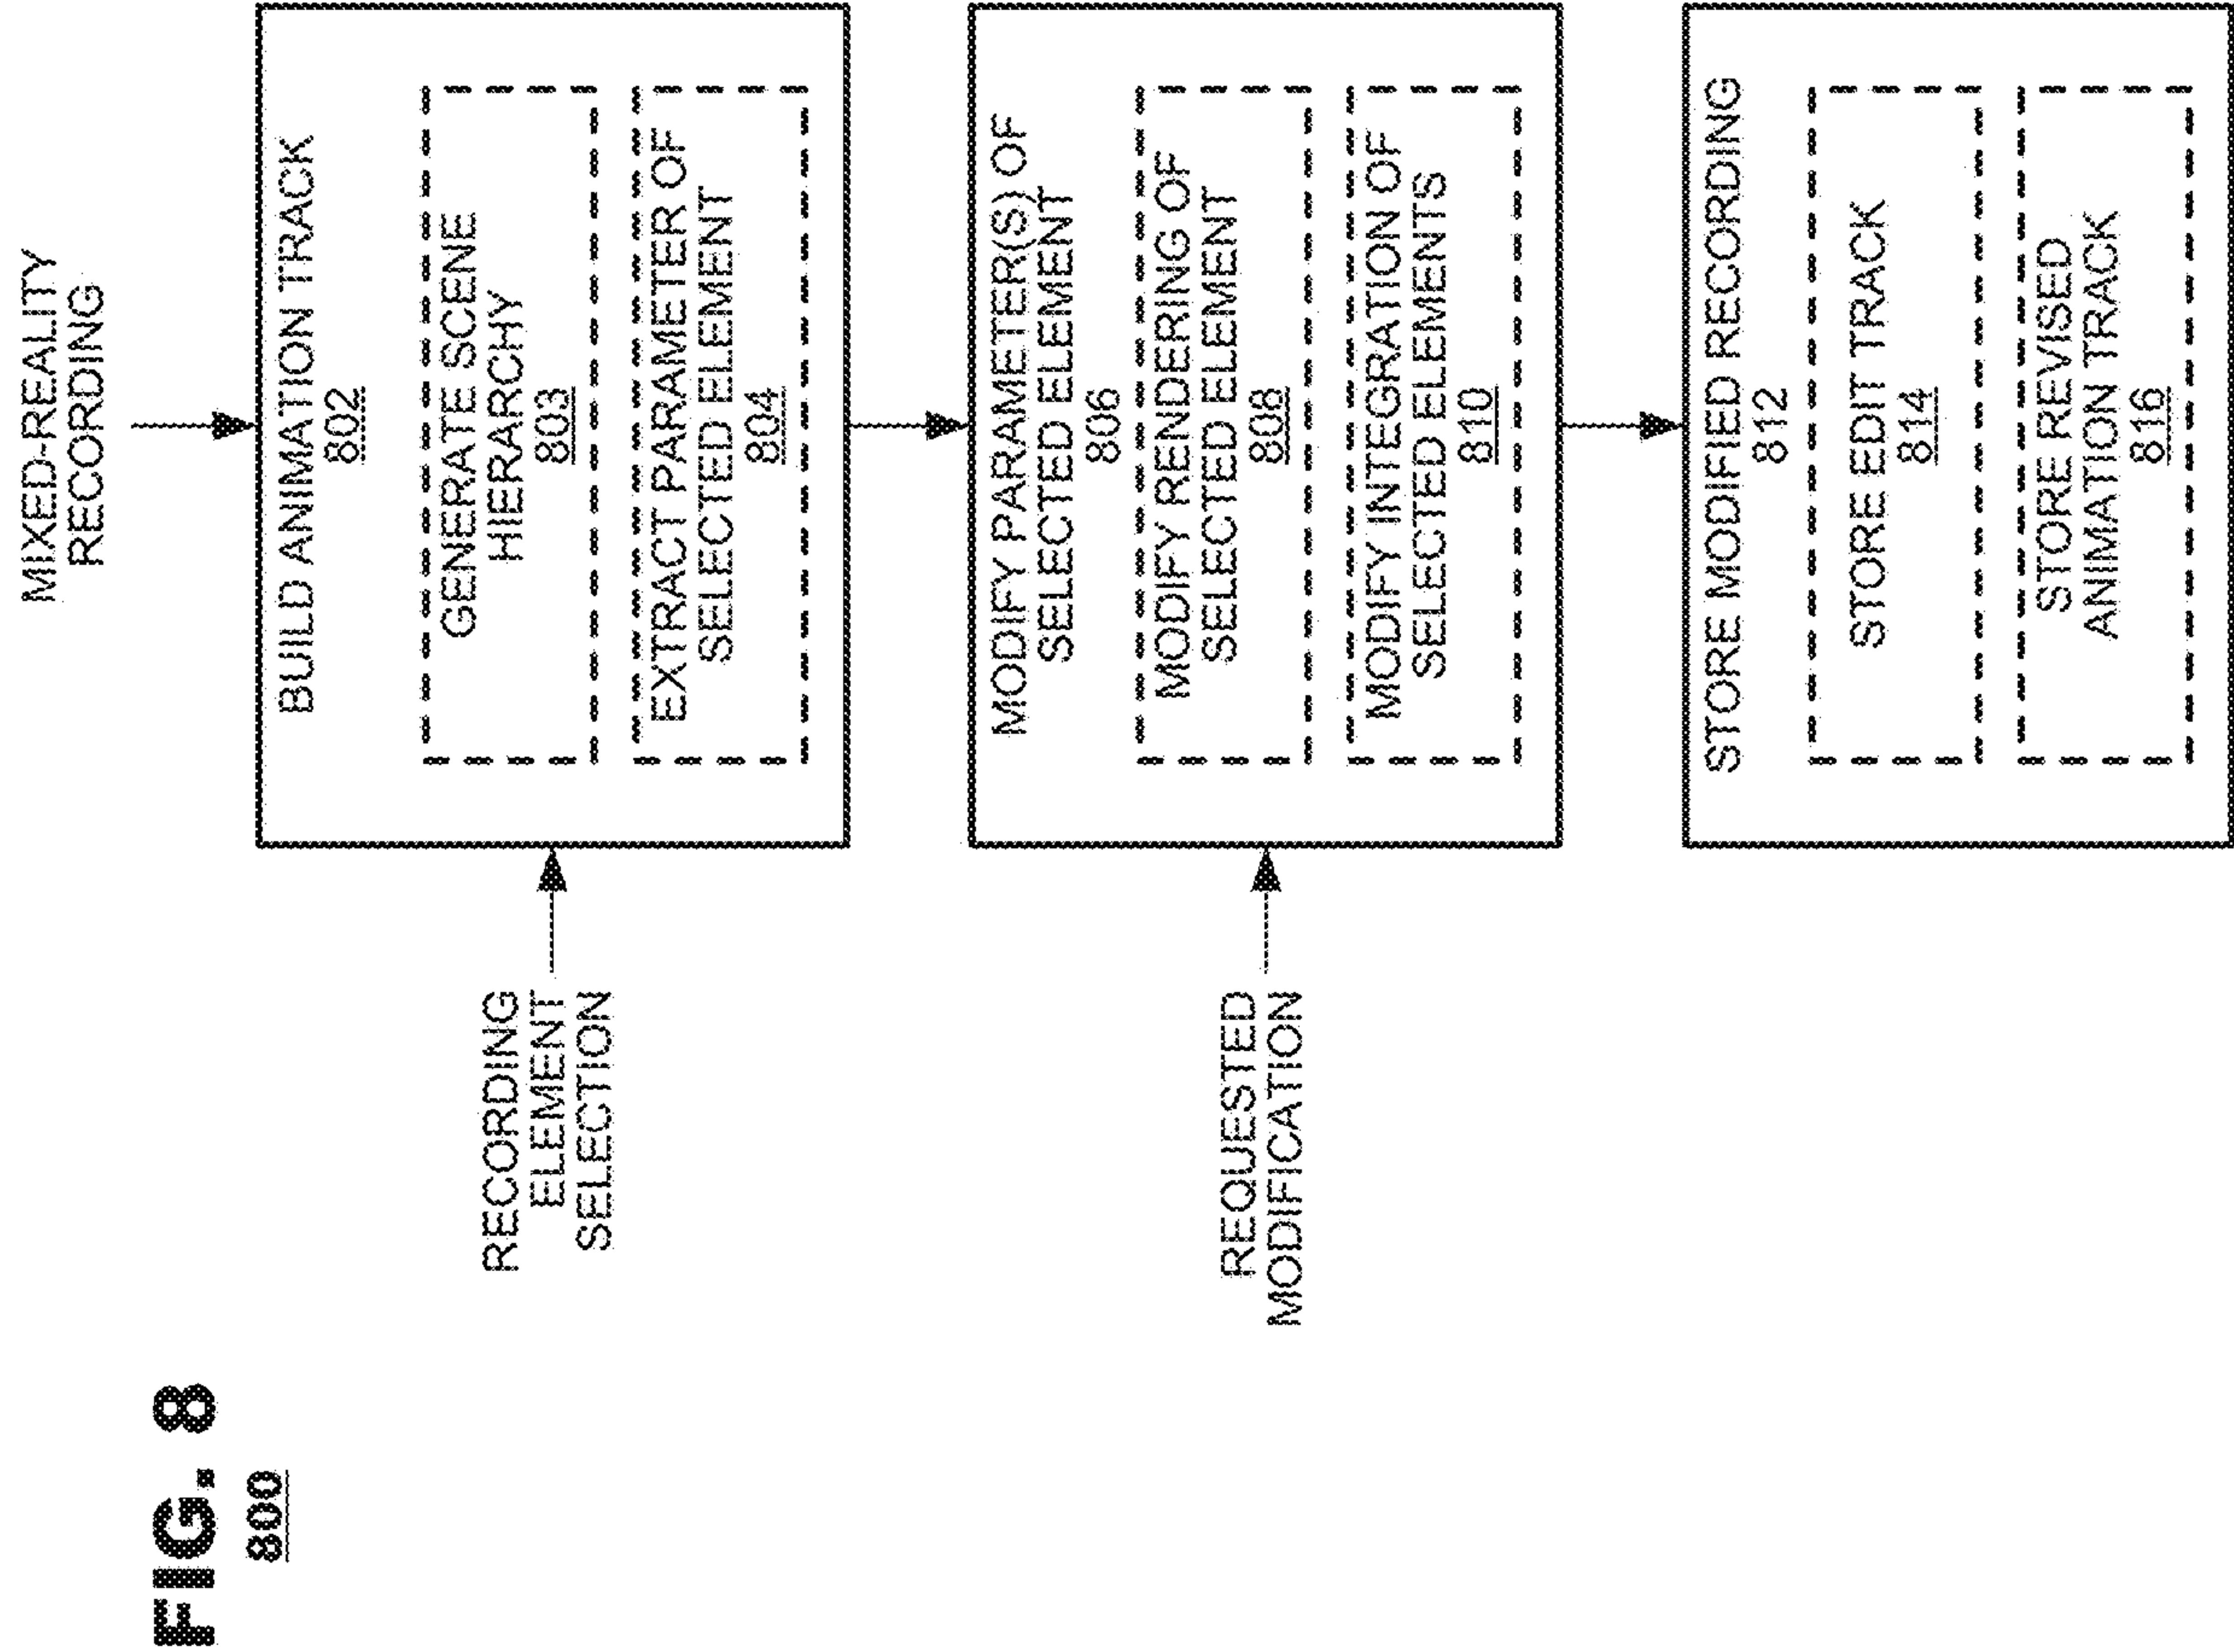 FIG. 8
800
MIXED-REALITY
RECORDING
BUILD ANIMATION TRACK
802
GENERATE SCENE
HIERARCHY
803
EXTRACT PARAMETER OF
SELECTED ELEMENT
804
RECORDING
ELEMENT
SELECTION
MODIFY PARAMETER(S) OF
SELECTED ELEMENT
806
MODIFY RENDERING OF
SELECTED ELEMENT
808
MODIFY INTEGRATION OF
SELECTED ELEMENTS
810
REQUESTED
MODIFICATION
STORE MODIFIED RECORDING
812
STORE EDIT TRACK
814
STORE REVISED
ANIMATION TRACK
816